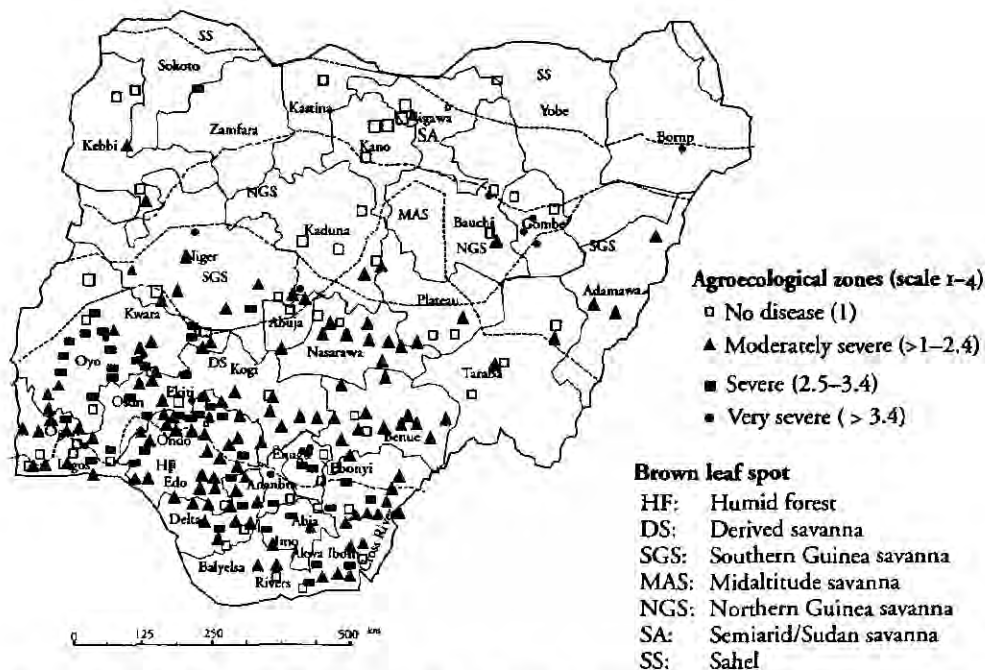 SS
Sokoto
SS
Kastina
Yobe
Zamfara
Kano
SA
Borno
Kebbi
NGS
Kaduna
MAS
Bauchi
Gombe
NGS
SGS
Niger
SGS
Adamawa
Plateau
Kwara
Abuja
Nasarawa
Oyo
DS
Kogi
Taraba
Osun
Ekiti
Ondo
Benue
Enugu
Ebonyi
Lagos
HF
Edo
Anambra
Delta
Abia
Imo
Akwa Ibom
Cross River
Balyelsa
Rivers
0 125 250 350 500 km
Agroecological zones (scale 1–4)
No disease (1)
Moderately severe (>1–2.4)
Severe (2.5–3.4)
Very severe ( > 3.4)
Brown leaf spot
HF: Humid forest
DS: Derived savanna
SGS: Southern Guinea savanna
MAS: Midaltitude savanna
NGS: Northern Guinea savanna
SA: Semiarid/Sudan savanna
SS: Sahel